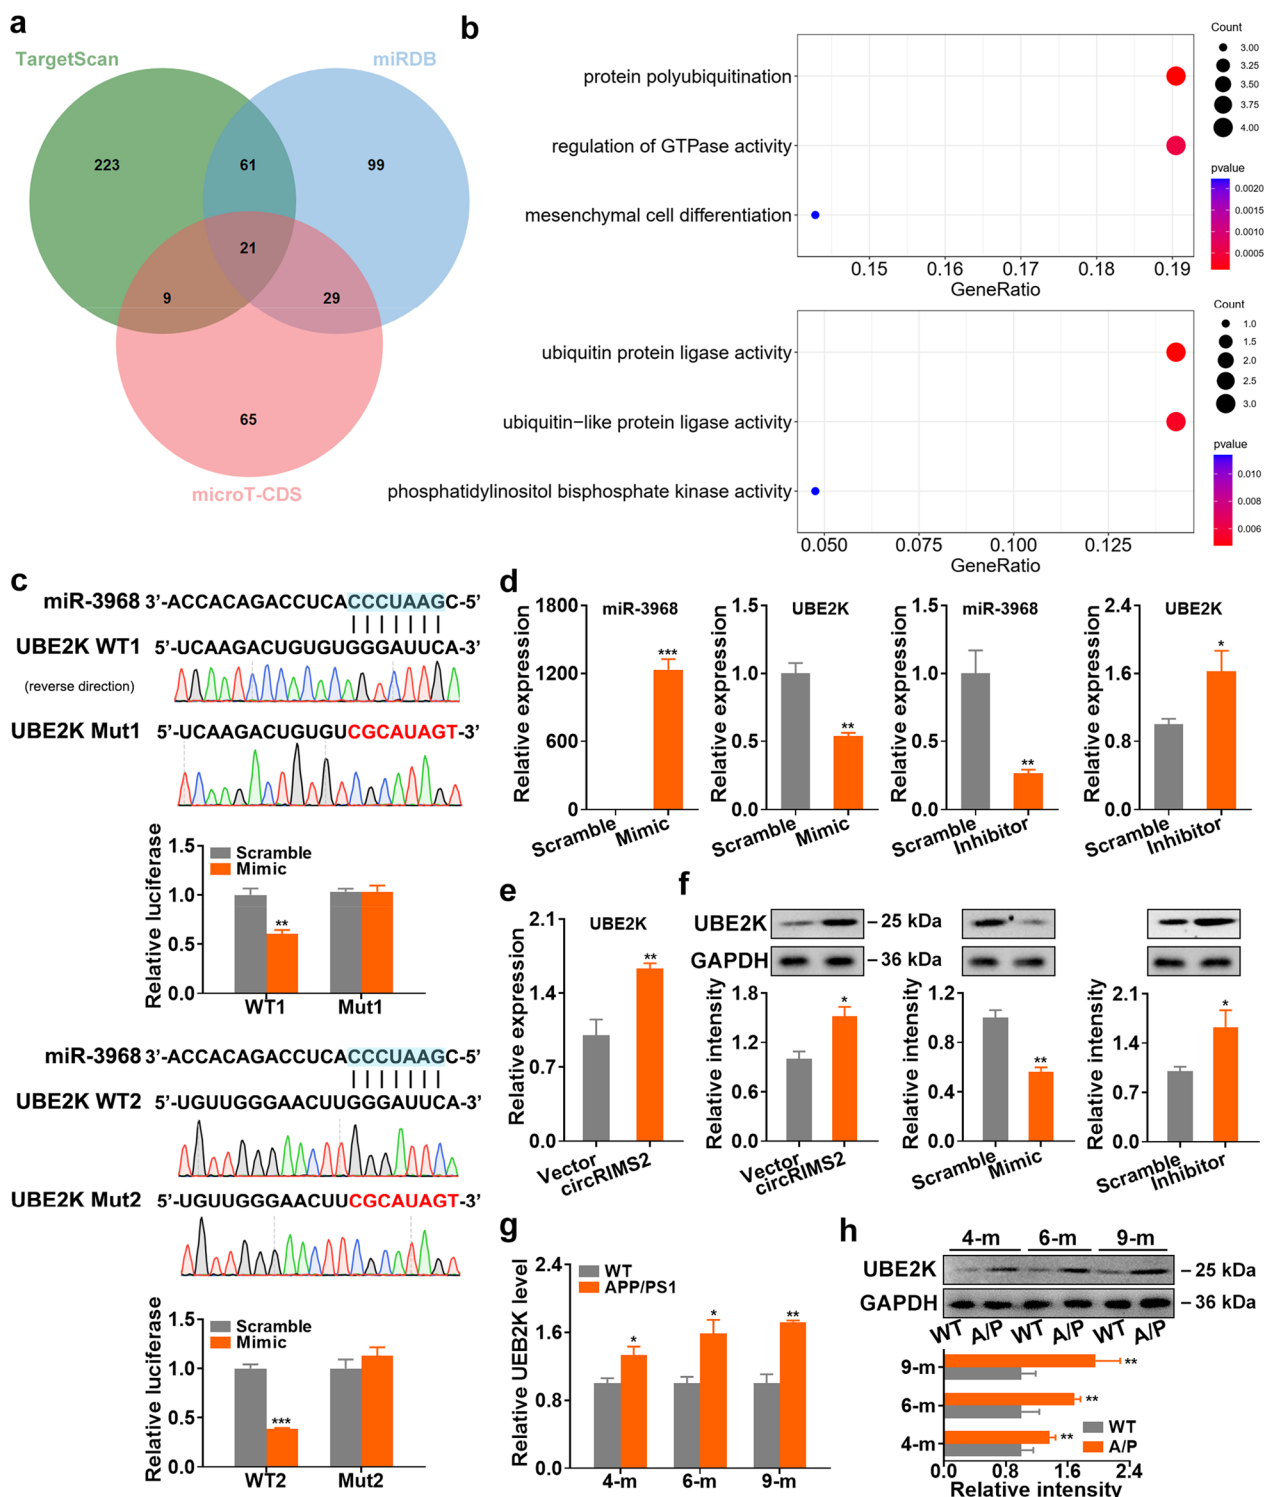 a
TargetScan
miRDB
223
61
99
21
9
29
65
microT-CDS
b
protein polyubiquitination
regulation of GTPase activity
mesenchymal cell differentiation
0.15 0.16 0.17 0.18 0.19
GeneRatio
Count
3.00
3.25
3.50
3.75
4.00
pvalue
0.0020
0.0015
0.0010
0.0005
ubiquitin protein ligase activity
ubiquitin−like protein ligase activity
phosphatidylinositol bisphosphate kinase activity
0.050 0.075 0.100 0.125
GeneRatio
Count
1.0
1.5
2.0
2.5
3.0
pvalue
0.010
0.008
0.006
c
miR-3968 3’-ACCACAGACCUCACCCUAAGC-5’
UBE2K WT1 5’-UCAAGACUGUGUGGGAUUCA-3’
(reverse direction)
UBE2K Mut1 5’-UCAAGACUGUGUCGCAUAGT-3’
Relative luciferase
1.5
1.0
0.5
0.0
Scramble
Mimic
**
WT1 Mut1
miR-3968 3’-ACCACAGACCUCACCCUAAGC-5’
UBE2K WT2 5’-UGUUGGGAACUUGGGAUUCA-3’
UBE2K Mut2 5’-UGUUGGGAACUUCGCAUAGT-3’
Relative luciferase
1.5
1.0
0.5
0.0
Scramble
Mimic
***
WT2 Mut2
d
Relative expression
1800
1200
600
0
miR-3968
***
Scramble Mimic
Relative expression
1.5
1.0
0.5
0.0
UBE2K
**
Scramble Mimic
Relative expression
1.5
1.0
0.5
0.0
miR-3968
**
Scramble Inhibitor
Relative expression
2.4
1.6
0.8
0.0
UBE2K
*
Scramble Inhibitor
e
Relative expression
2.1
1.4
0.7
0.0
UBE2K
**
Vector circRIMS2
f
UBE2K
25 kDa
GAPDH
36 kDa
Relative intensity
1.8
1.2
0.6
0.0
*
Vector circRIMS2
Relative intensity
1.2
0.8
0.4
0.0
**
Scramble Mimic
Relative intensity
2.1
1.4
0.7
0.0
*
Scramble Inhibitor
g
Relative UEB2K level
2.4
1.6
0.8
0.0
WT
APP/PS1
* * **
4-m 6-m 9-m
h
4-m 6-m 9-m
UBE2K
25 kDa
GAPDH
36 kDa
WT A/P WT A/P WT A/P
9-m **
6-m **
4-m **
WT
A/P
0.0 0.8 1.6 2.4
Relative intensity